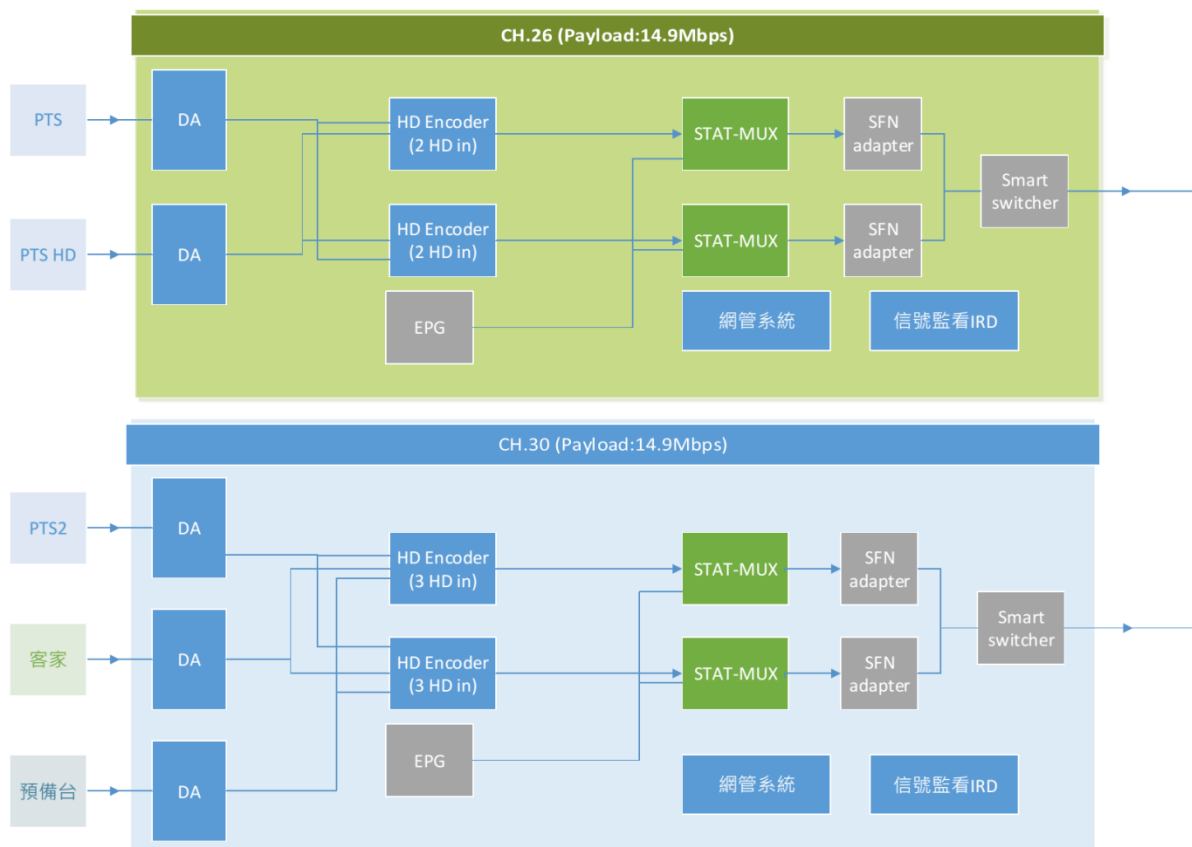 CH.26 (Payload:14.9Mbps)
PTS
DA
HD Encoder
(2 HD in)
STAT-MUX
SFN
adapter
Smart
switcher
PTS HD
DA
HD Encoder
(2 HD in)
STAT-MUX
SFN
adapter
EPG
網管系統
信號監看IRD
CH.30 (Payload:14.9Mbps)
PTS2
DA
HD Encoder
(3 HD in)
STAT-MUX
SFN
adapter
Smart
switcher
客家
DA
HD Encoder
(3 HD in)
STAT-MUX
SFN
adapter
EPG
預備台
DA
網管系統
信號監看IRD